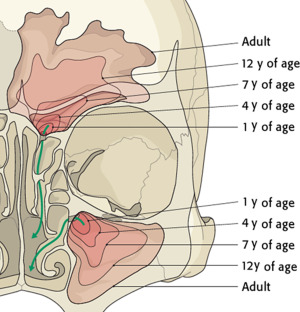 Adult
12 y of age
7 y of age
4 y of age
1 y of age
1 y of age
4 y of age
7 y of age
12y of age
Adult